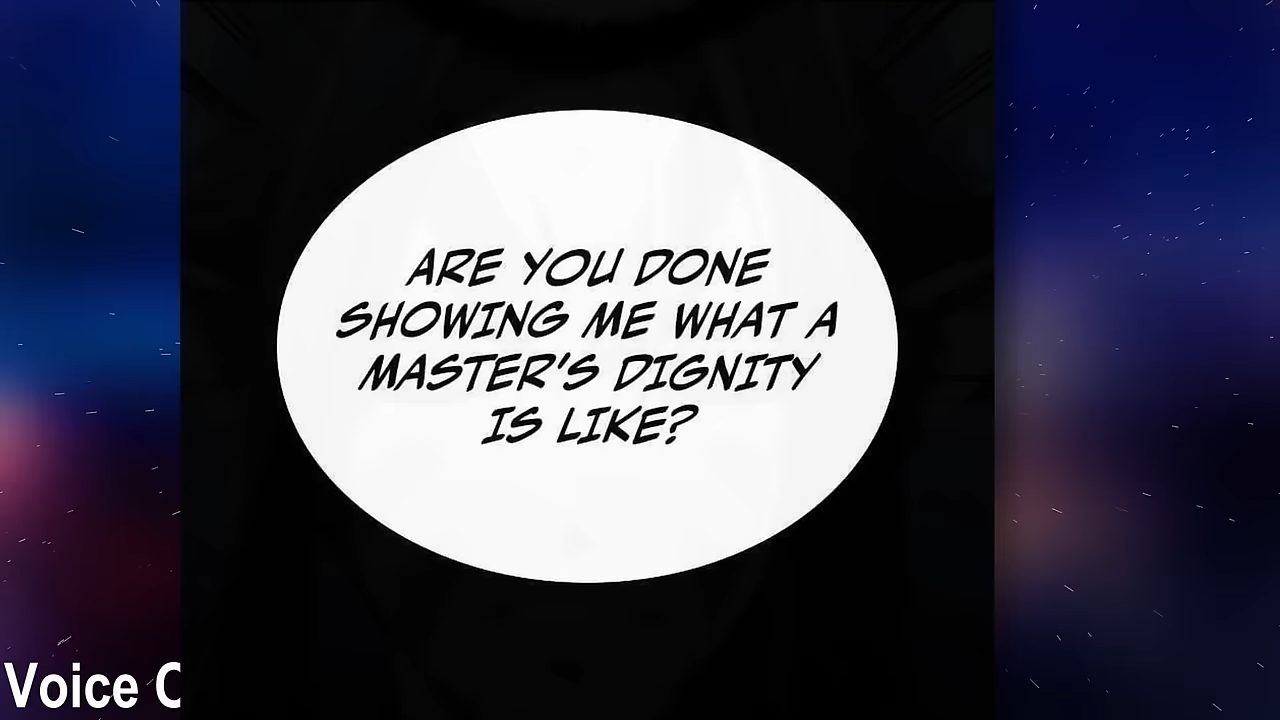 ARE YOU DONE
SHOWING ME WHAT A
MASTER'S DIGNITY
IS LIKE?
Voice